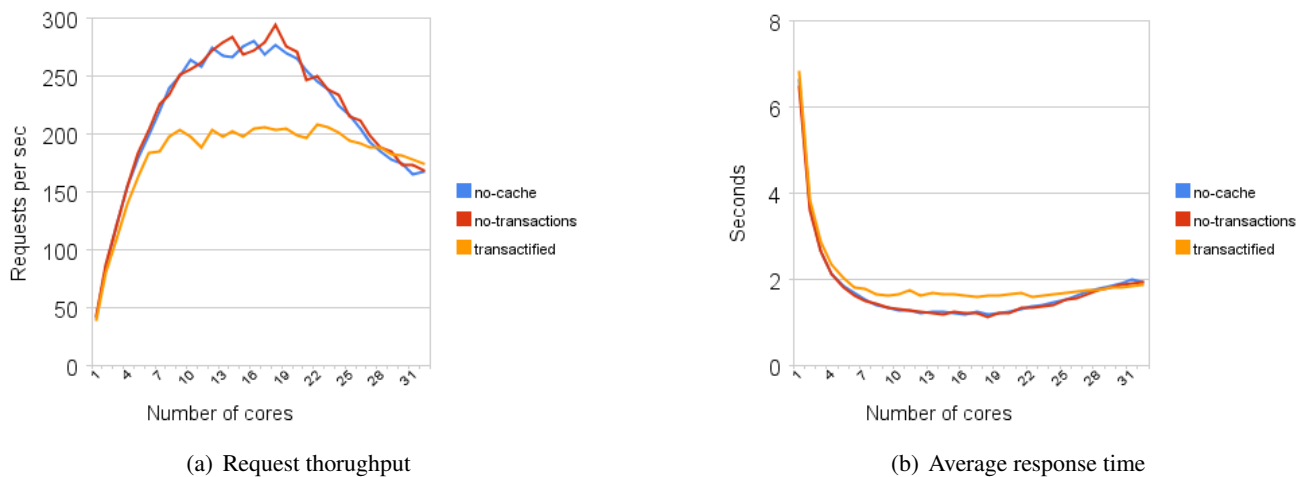 300
250
200
150
100
50
0
Requests per sec
1 4 7 10 13 16 19 22 25 28 31
Number of cores
no-cache
no-transactions
transactified
(a) Request thorughput
8
6
4
2
0
Seconds
1 4 7 10 13 16 19 22 25 28 31
Number of cores
no-cache
no-transactions
transactified
(b) Average response time